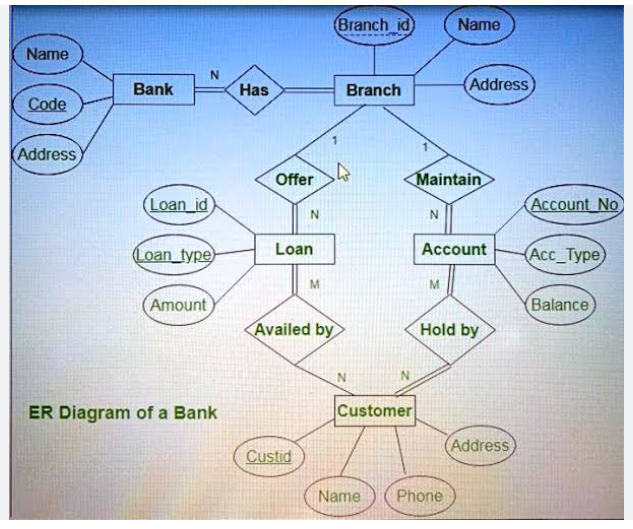 Branch_id
Name
Name
Bank
N
Has
Branch
Address
Code
Address
1
1
Offer
Maintain
Loan_id
N
N
Account_No
Loan_type
Loan
Account
Acc_Type
M
M
Amount
Balance
Availed by
Hold by
N
N
ER Diagram of a Bank
Customer
Custid
Address
Name
Phone